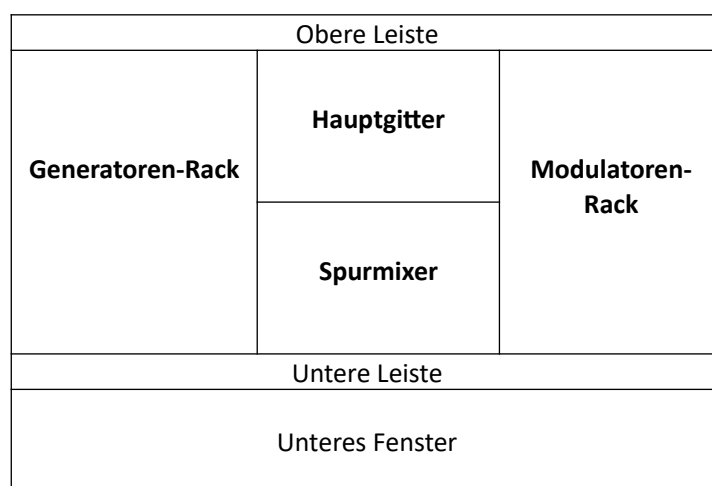 Obere Leiste
Generatoren-Rack
Hauptgitter
Spurmixer
Modulatoren-
Rack
Untere Leiste
Unteres Fenster